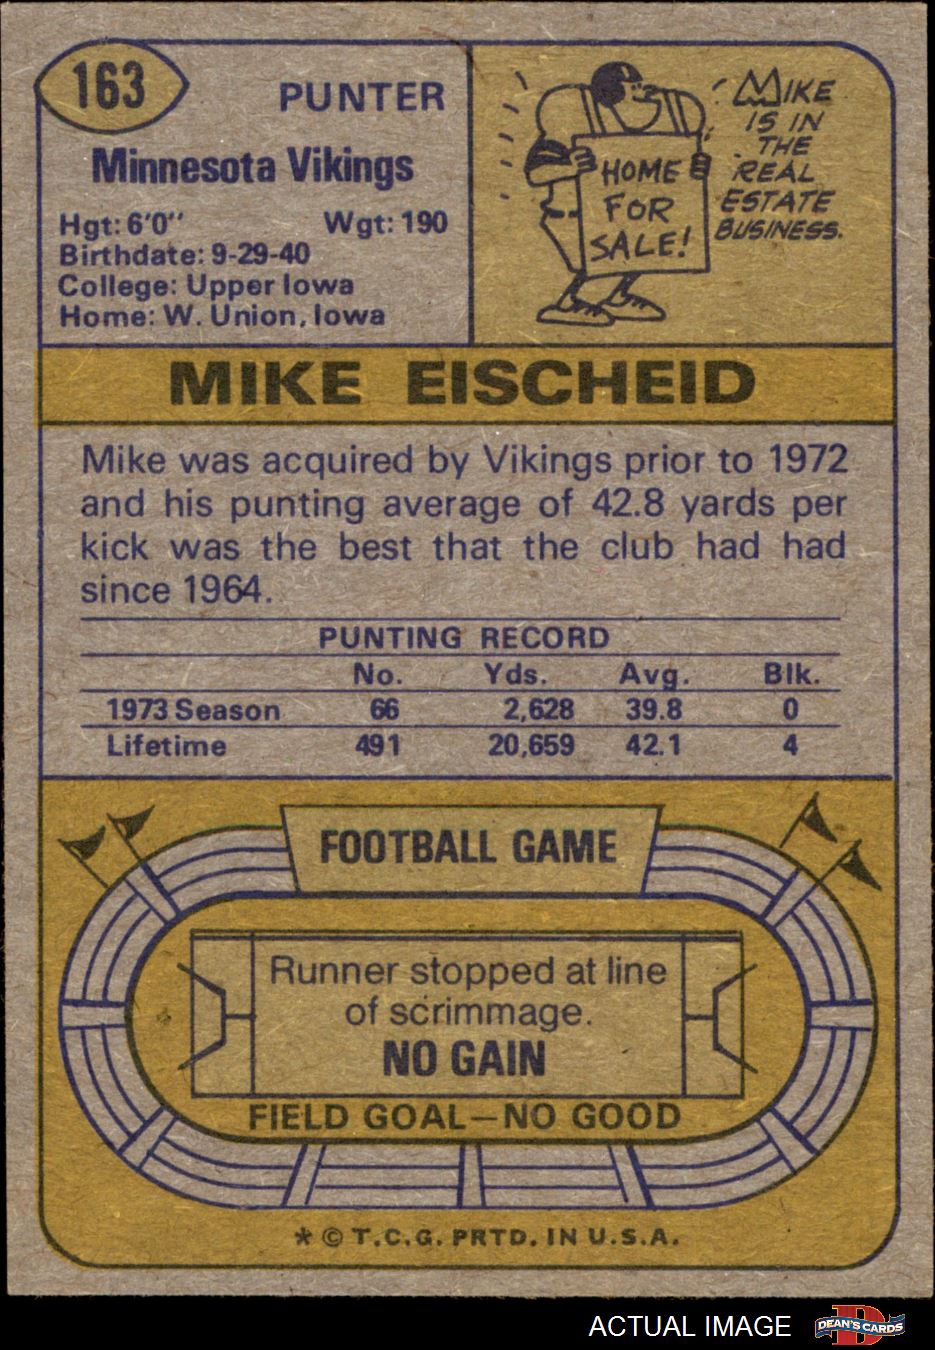 163
PUNTER
Minnesota Vikings
Hgt: 6'0" Wgt: 190
Birthdate: 9-29-40
College: Upper Iowa
Home: W. Union, Iowa
MIKE
IS IN
THE
REAL
ESTATE
BUSINESS.
HOME
FOR
SALE!
MIKE EISCHEID
Mike was acquired by Vikings prior to 1972
and his punting average of 42.8 yards per
kick was the best that the club had had
since 1964.
PUNTING RECORD
No. Yds. Avg. Blk.
1973 Season 66 2,628 39.8 0
Lifetime 491 20,659 42.1 4
FOOTBALL GAME
Runner stopped at line
of scrimmage.
NO GAIN
FIELD GOAL—NO GOOD
* © T.C.G. PRTD. IN U.S.A.
ACTUAL IMAGE
DEAN'S CARDS